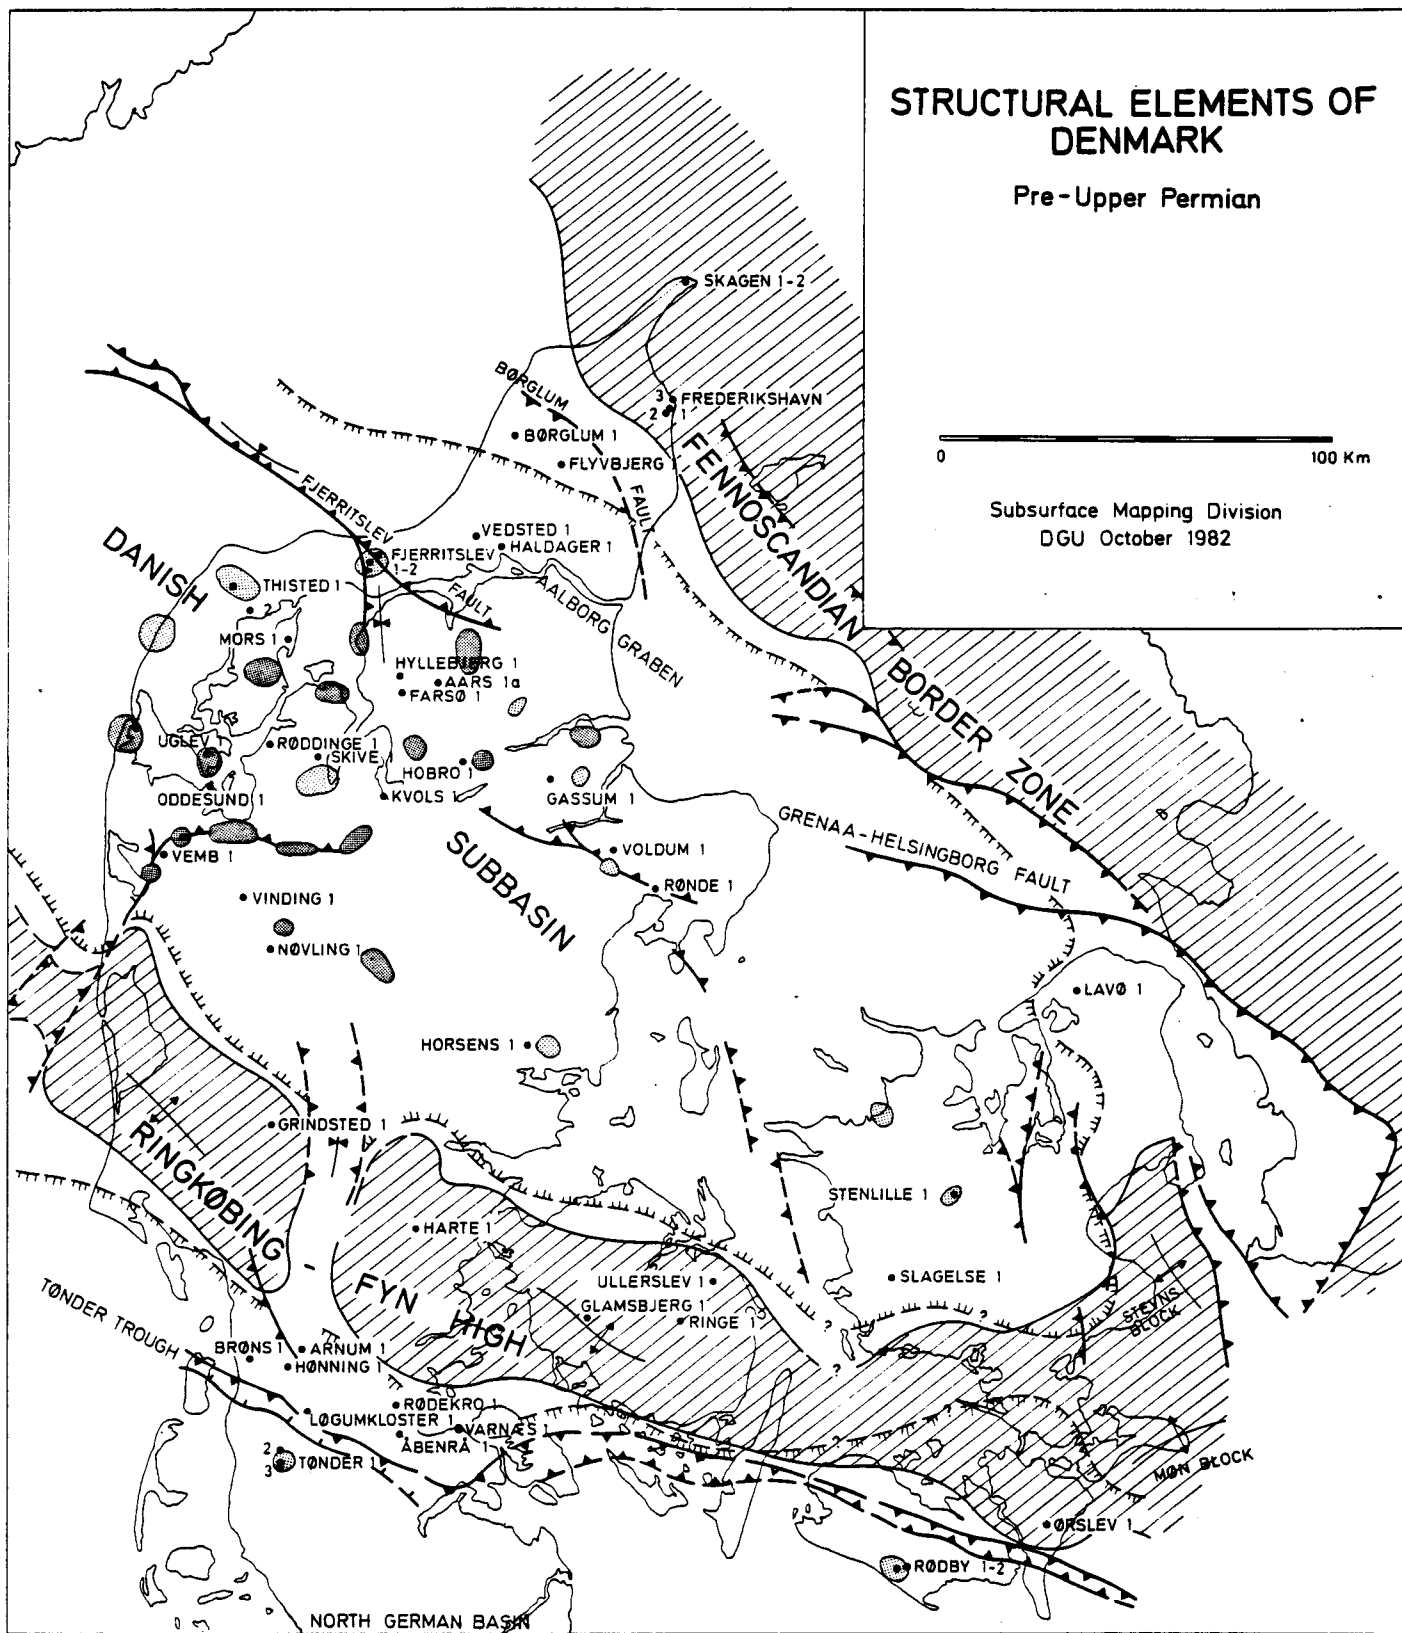 STRUCTURAL ELEMENTS OF
DENMARK
Pre-Upper Permian
0 100 Km
Subsurface Mapping Division
DGU October 1982
SKAGEN 1-2
BØRGLUM
3 FREDERIKSHAVN
2 1
BØRGLUM 1
FLYVBJERG 1
FAULT
FENNOSCANDIAN
BORDER
ZONE
FJERRITSLEV
VEDSTED 1
HALDAGER 1
FJERRITSLEV
1-2
FAULT
DANISH
THISTED 1
2
AALBORG GRABEN
MORS 1
HYLLEBJERG 1
AARS 1a
FARSØ 1
UGLEV 1
RØDDINGE 1
SKIVE 1
HOBRO 1
ODDESUND 1
KVOLS 1
GASSUM 1
SUBBASIN
GRENAA-HELSINGBORG FAULT
VEMB 1
VOLDUM 1
RØNDE 1
VINDING 1
NØVLING 1
LAVØ 1
HORSENS 1
RINGKØBING
GRINDSTED 1
STENLILLE 1
HARTE 1
FYN
HIGH
ULLERSLEV 1
SLAGELSE 1
GLAMSBJERG 1
RINGE 1
?
?
?
STEVNS
BLOCK
TØNDER TROUGH
BRØNS 1
ARNUM 1
HØNNING 1
RØDEKRO 1
LØGUMKLOSTER 1
VARNÆS 1
ÅBENRÅ 1
?
?
2
3
TØNDER 1
MØN BLOCK
ØRSLEV 1
RØDBY 1-2
NORTH GERMAN BASIN